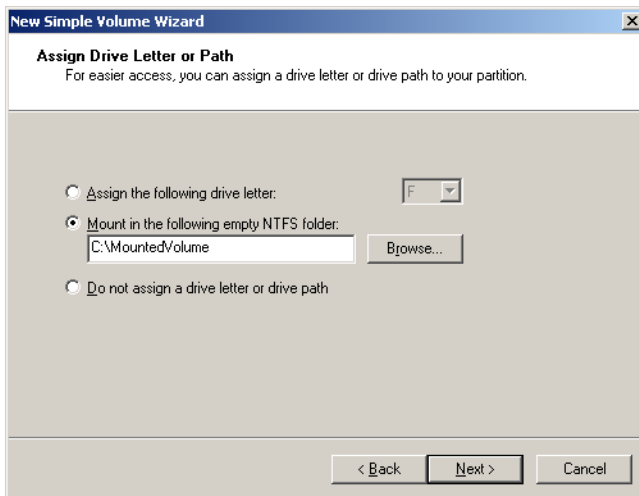 New Simple Volume Wizard
Assign Drive Letter or Path
For easier access, you can assign a drive letter or drive path to your partition.
Assign the following drive letter: F
Mount in the following empty NTFS folder:
C:\MountedVolume Browse...
Do not assign a drive letter or drive path
< Back Next > Cancel